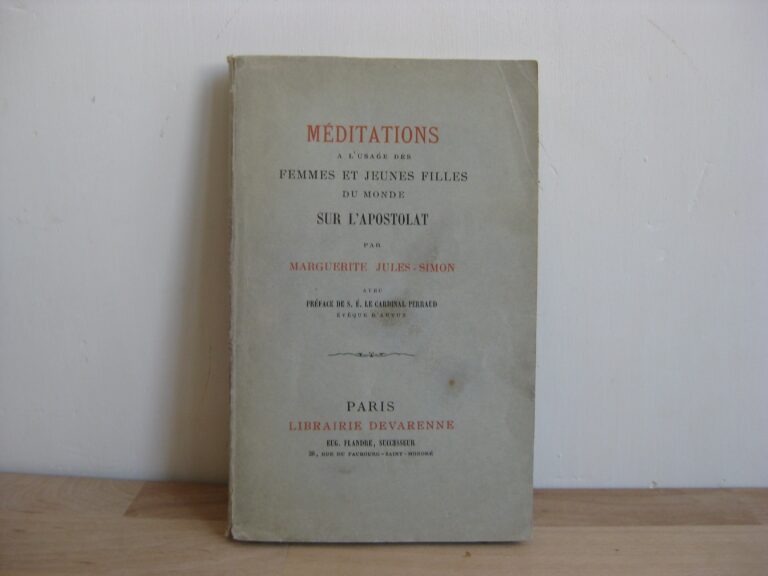 MÉDITATIONS
A L'USAGE DES
FEMMES ET JEUNES FILLES
DU MONDE
SUR L'APOSTOLAT
PAR
MARGUERITE JULES-SIMON
AVEC
PRÉFACE DE S. É. LE CARDINAL PERRAUD
ÉVÊQUE D'AUTUN
PARIS
LIBRAIRIE DEVARENNE
EUG. FLANDRE, SUCCESSEUR
RUE DU FAUBOURG-SAINT-HONORÉ